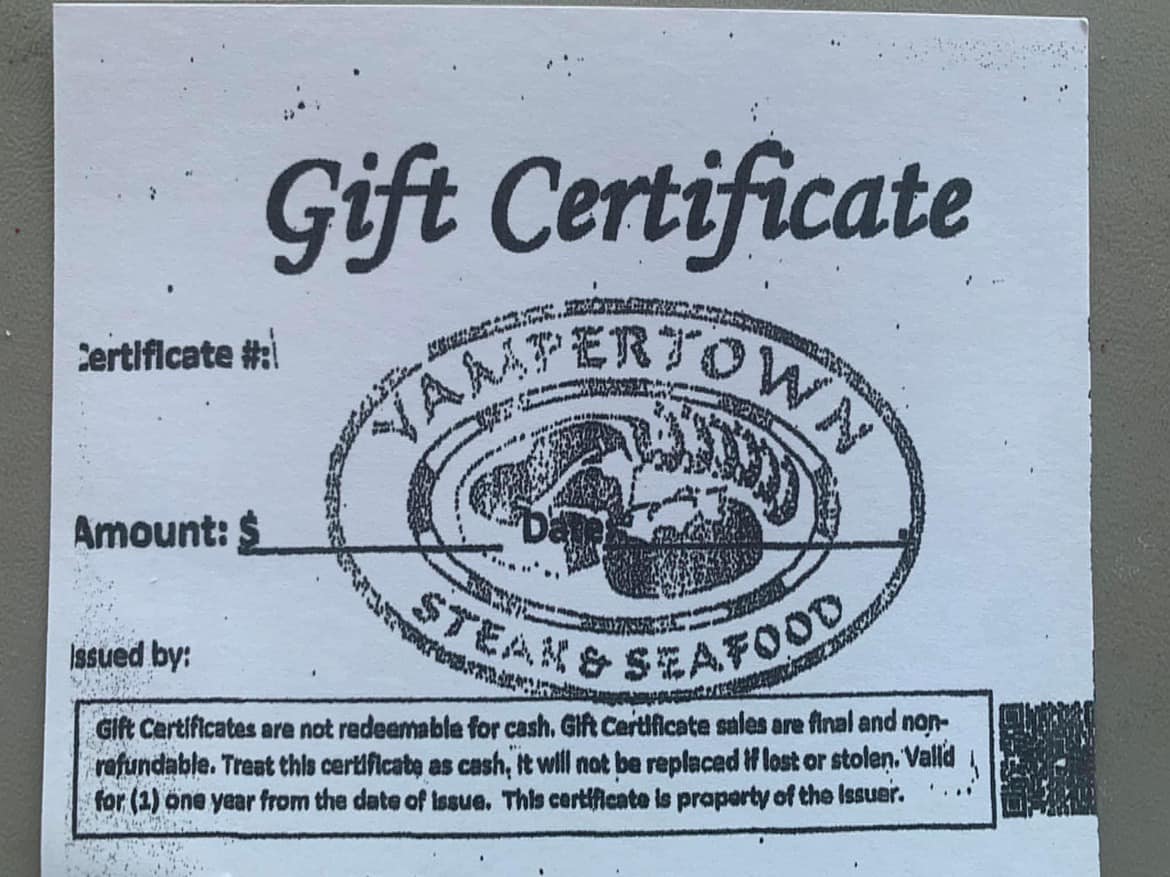 Gift Certificate
Certificate #:
YAMPERTOWN
Amount: $
Date:
STEAK & SEAFOOD
Issued by:
Gift Certificates are not redeemable for cash. Gift Certificate sales are final and non-
refundable. Treat this certificate as cash, it will not be replaced if lost or stolen. Valid
for (1) one year from the date of issue. This certificate is property of the issuer.